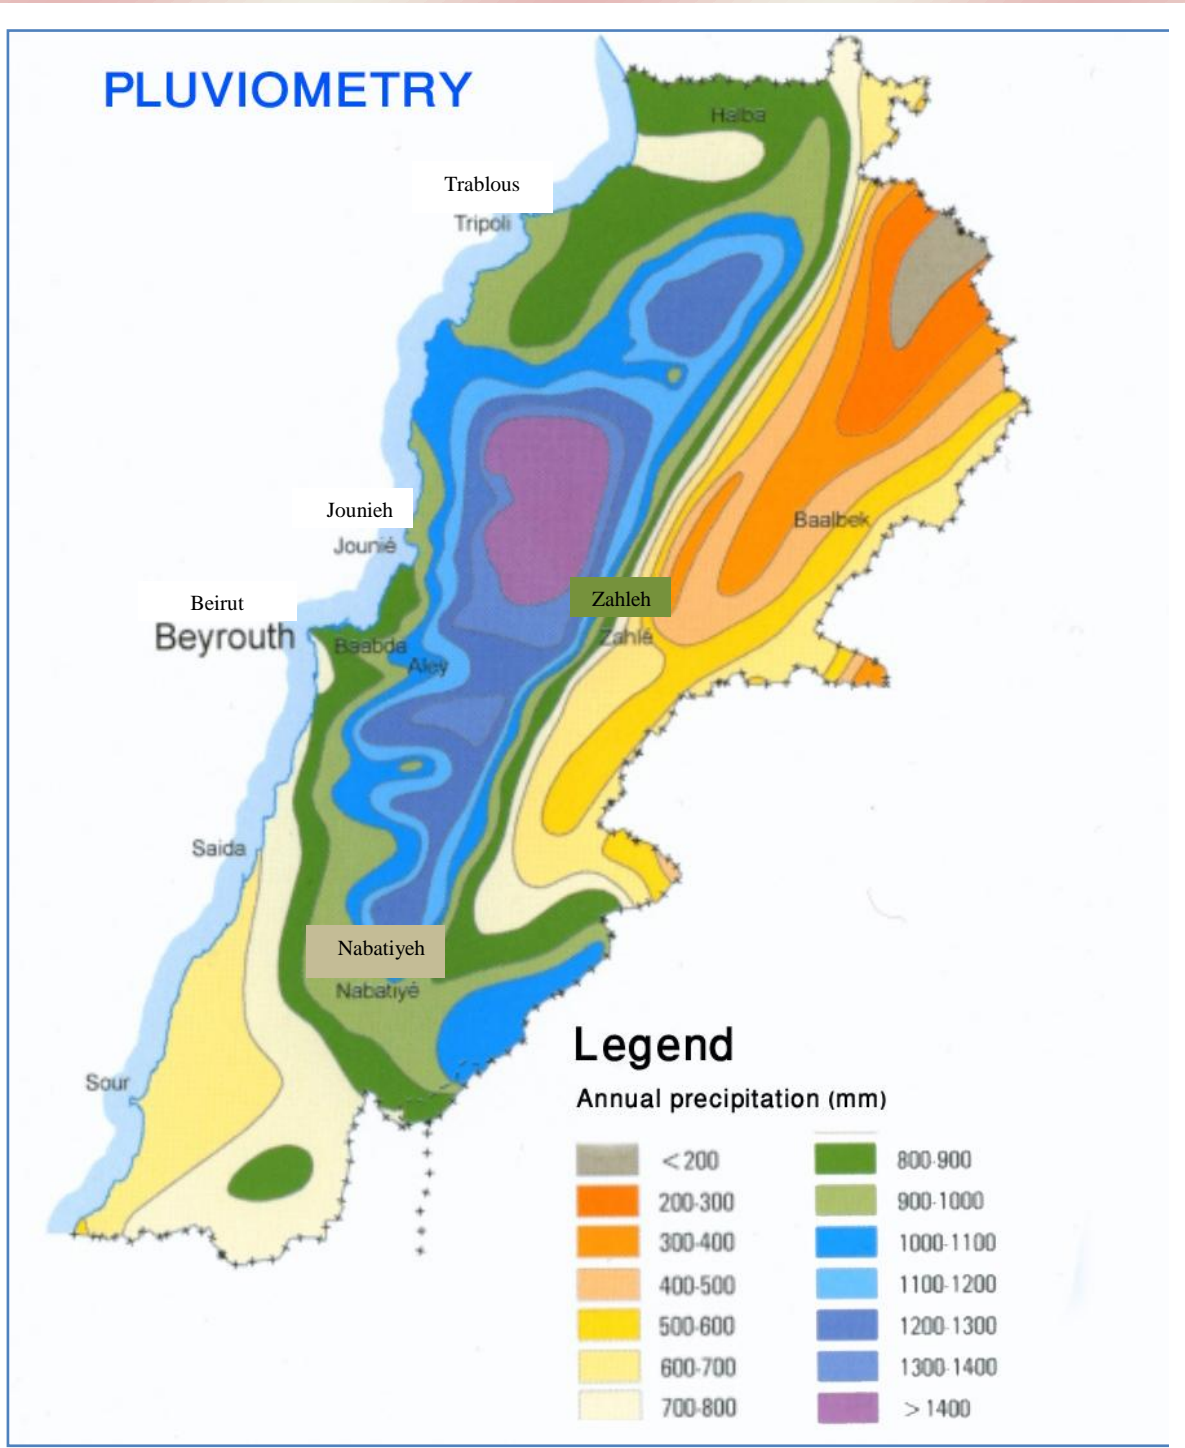 PLUVIOMETRY
Halba
Trablous
Tripoli
Jounieh
Jounié
Baalbek
Beirut
Beyrouth
Zahleh
Zahlé
Baabda
Aley
Saida
Nabatiyeh
Nabatiyé
Sour
Legend
Annual precipitation (mm)
<200
200-300
300-400
400-500
500-600
600-700
700-800
800-900
900-1000
1000-1100
1100-1200
1200-1300
1300-1400
>1400